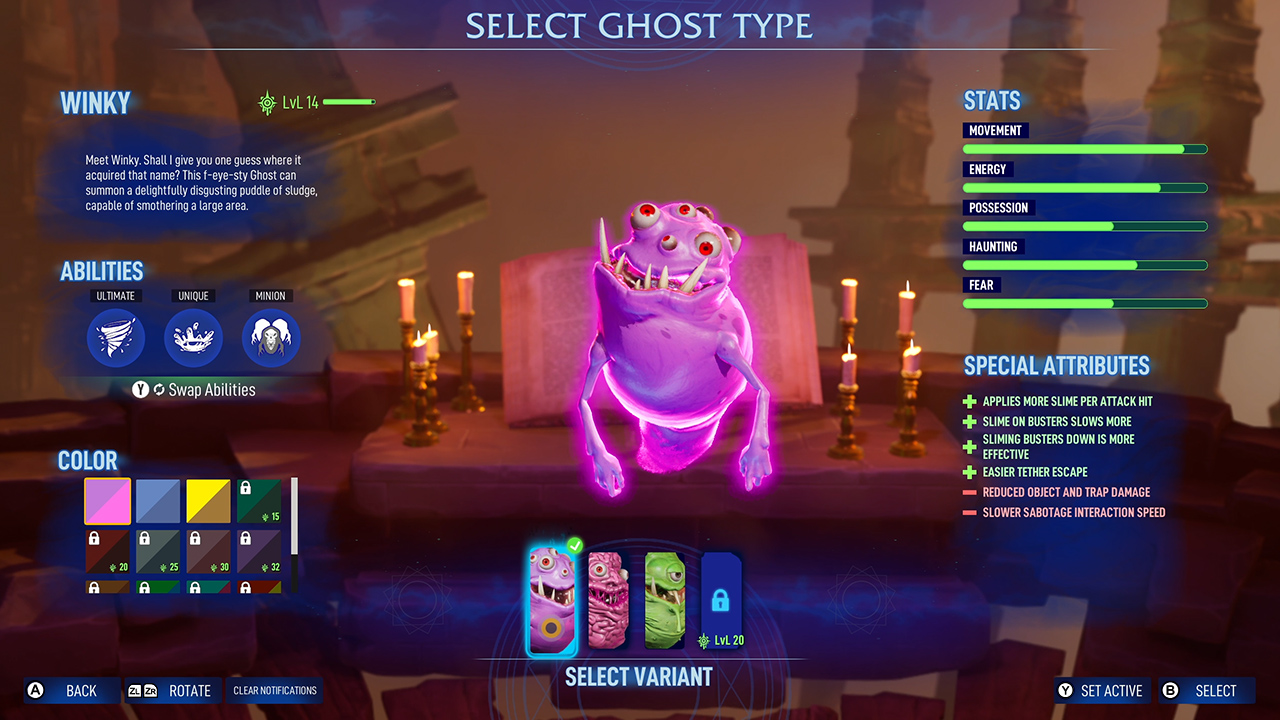 SELECT GHOST TYPE
WINKY
LVL 14
Meet Winky. Shall I give you one guess where it
acquired that name? This f-eye-sty Ghost can
summon a delightfully disgusting puddle of sludge,
capable of smothering a large area.
ABILITIES
ULTIMATE
UNIQUE
MINION
Y Swap Abilities
COLOR
15
20
25
30
32
STATS
MOVEMENT
ENERGY
POSSESSION
HAUNTING
FEAR
SPECIAL ATTRIBUTES
APPLIES MORE SLIME PER ATTACK HIT
SLIME ON BUSTERS SLOWS MORE
SLIMING BUSTERS DOWN IS MORE
EFFECTIVE
EASIER TETHER ESCAPE
REDUCED OBJECT AND TRAP DAMAGE
SLOWER SABOTAGE INTERACTION SPEED
LVL 20
SELECT VARIANT
A BACK
ZL ZR ROTATE
CLEAR NOTIFICATIONS
Y SET ACTIVE
B SELECT